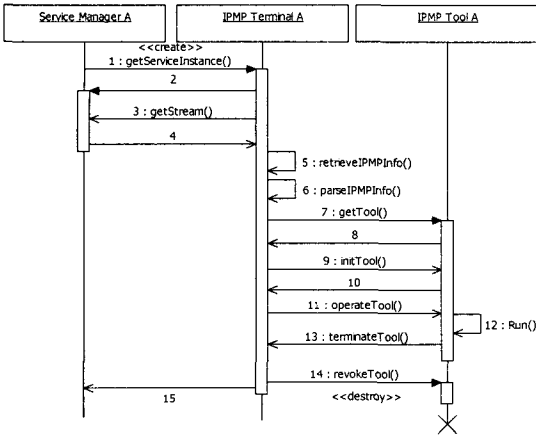 Service Manager A
IPMP Terminal A
IPMP Tool A
<<create>>
1 : getServiceInstance()
2
3 : getStream()
4
5 : retrieveIPMPInfo()
6 : parseIPMPInfo()
7 : getTool()
8
9 : initTool()
10
11 : operateTool()
12 : Run()
13 : terminateTool()
14 : revokeTool()
15
<<destroy>>